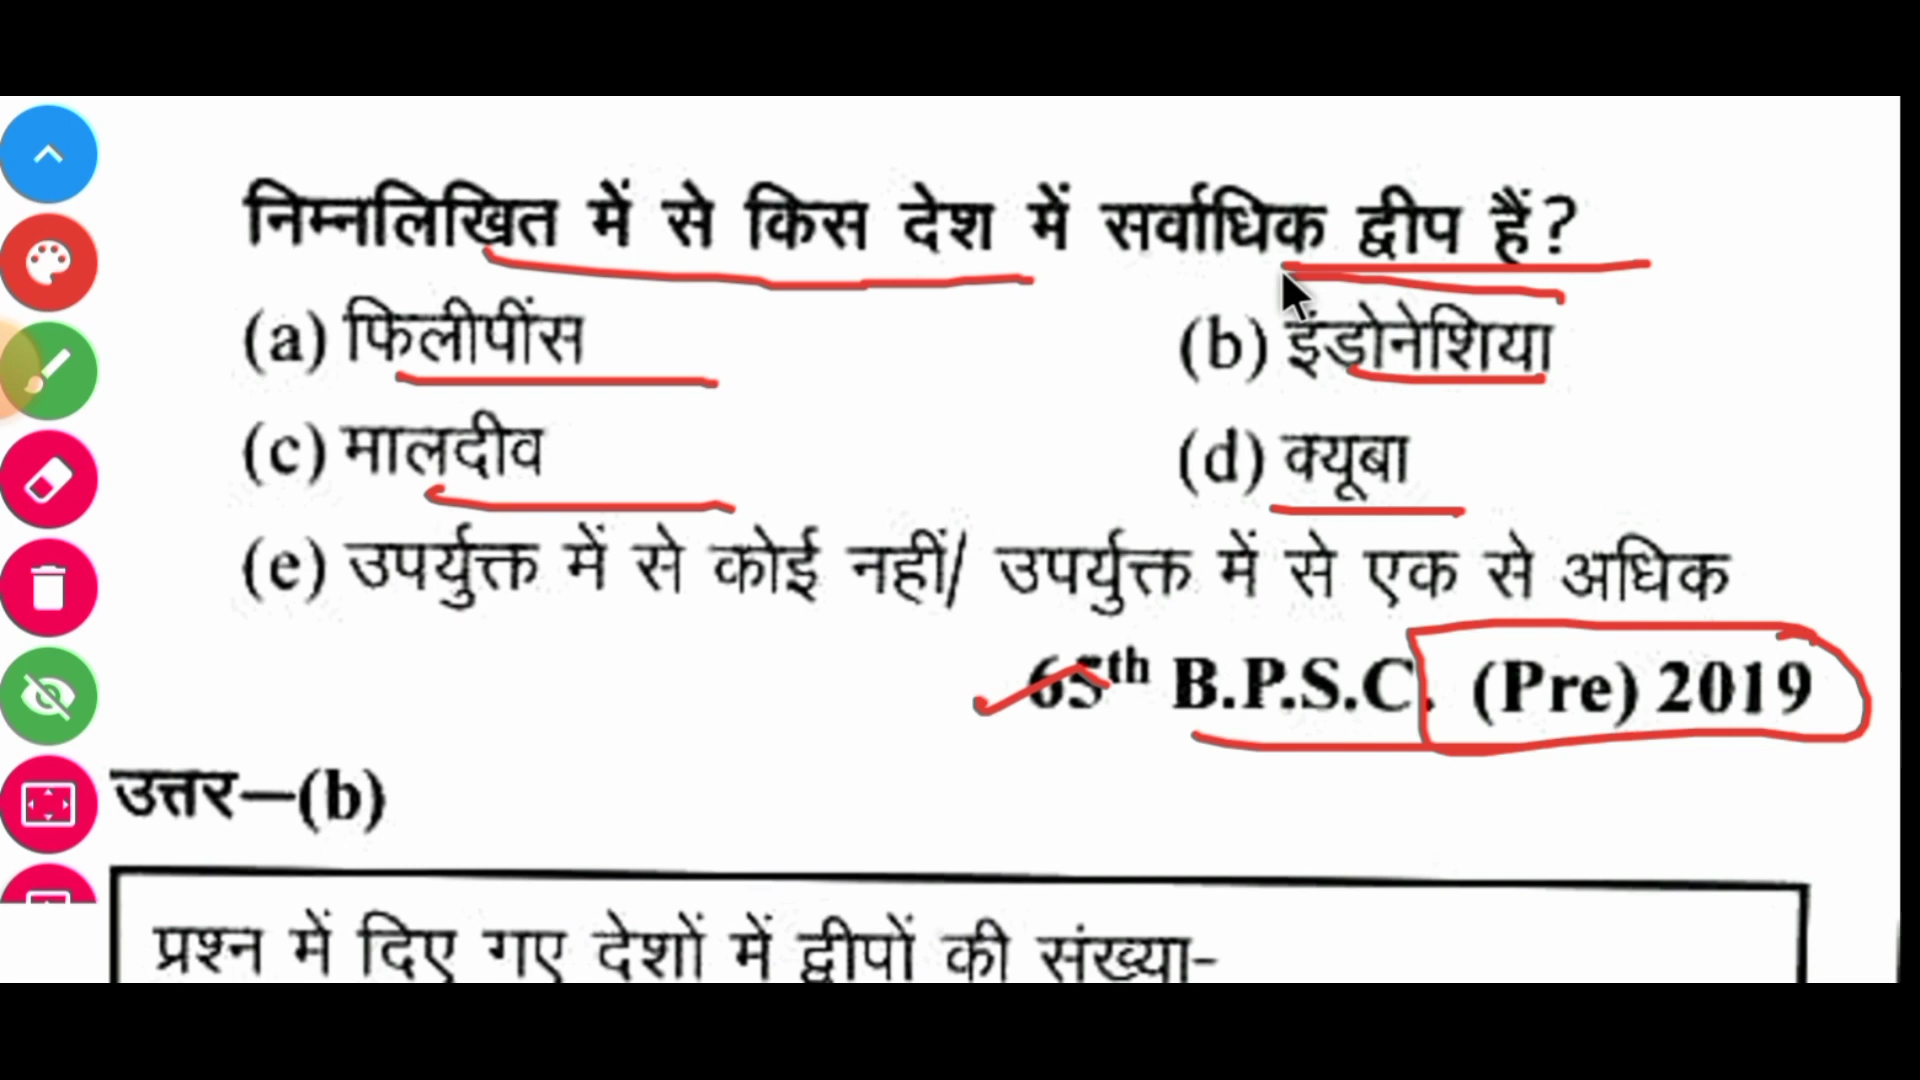 निम्नलिखित में से किस देश में सर्वाधिक द्वीप हैं?
(a) फिलीपींस (b) इंडोनेशिया
(c) मालदीव (d) क्यूबा
(e) उपर्युक्त में से कोई नहीं/ उपर्युक्त में से एक से अधिक
65th B.P.S.C. (Pre) 2019
उत्तर—(b)
प्रश्न में दिए गए देशों में द्वीपों की संख्या-